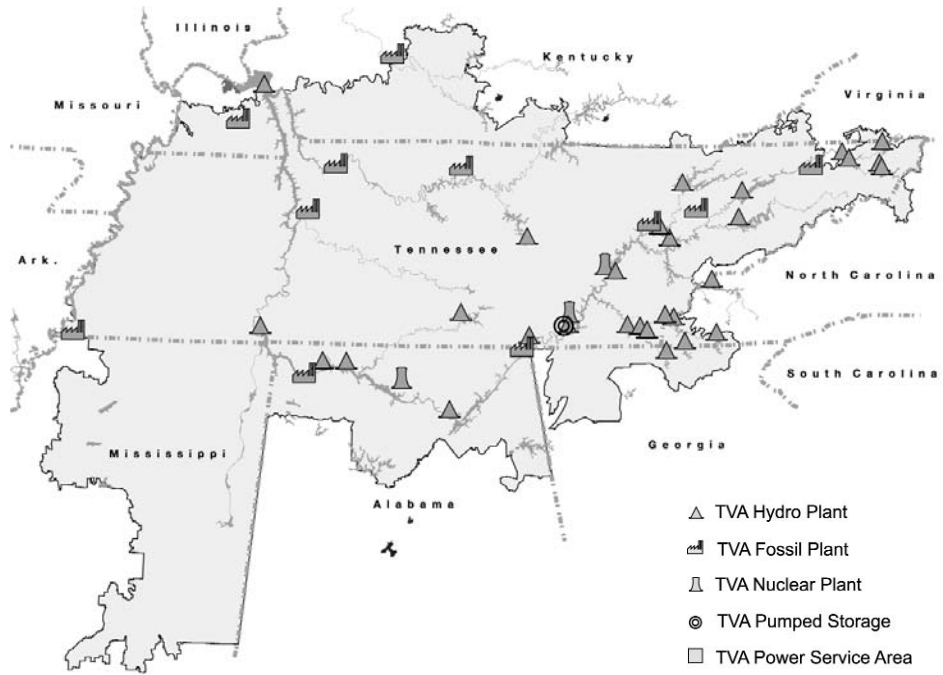 Illinois
Kentucky
Missouri
Virginia
Tennessee
Ark.
North Carolina
South Carolina
Mississippi
Georgia
Alabama
TVA Hydro Plant
TVA Fossil Plant
TVA Nuclear Plant
TVA Pumped Storage
TVA Power Service Area